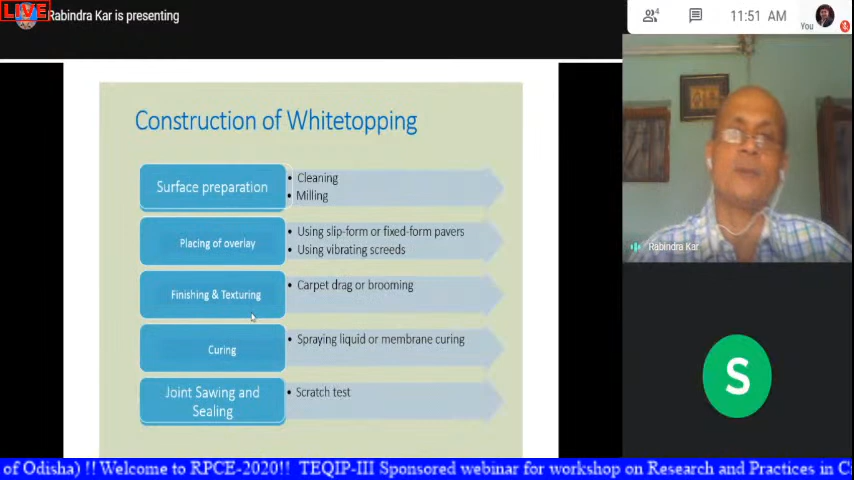 LIVE
Rabindra Kar is presenting
4
11:51 AM
You
Construction of Whitetopping
Surface preparation
• Cleaning
• Milling
Placing of overlay
• Using slip-form or fixed-form pavers
• Using vibrating screeds
Finishing & Texturing
• Carpet drag or brooming
Curing
• Spraying liquid or membrane curing
Joint Sawing and
Sealing
• Scratch test
Rabindra Kar
S
of Odisha) !! Welcome to RPCE-2020!! TEQIP-III Sponsored webinar for workshop on Research and Practices in C